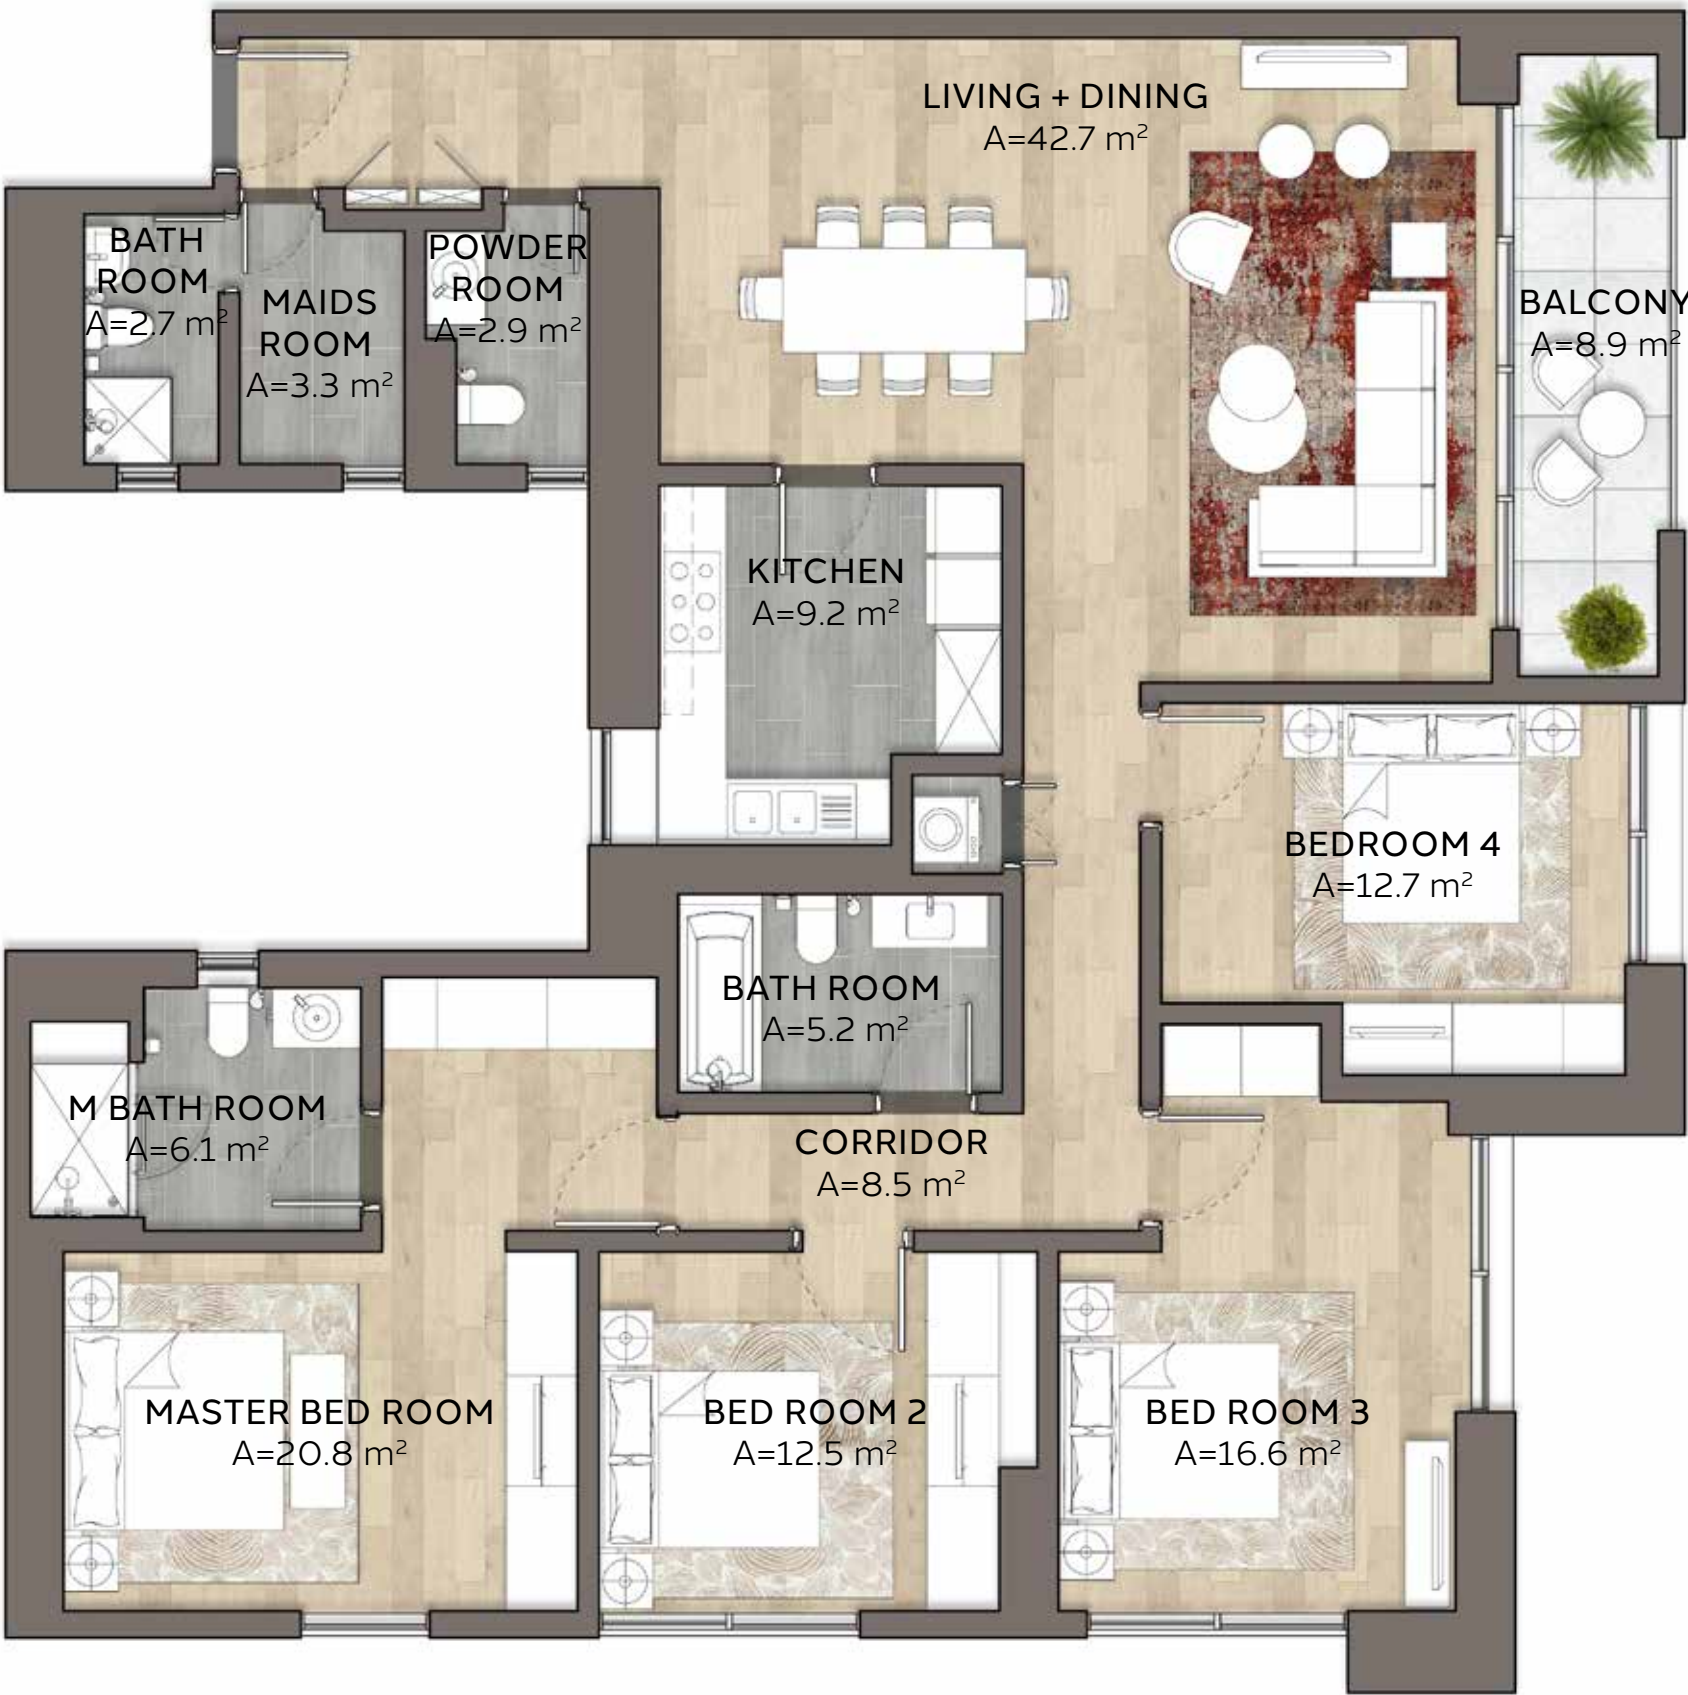 LIVING + DINING
A=42.7 m²
BATH
ROOM
A=2.7 m²
MAIDS
ROOM
A=3.3 m²
POWDER
ROOM
A=2.9 m²
BALCONY
A=8.9 m²
KITCHEN
A=9.2 m²
BEDROOM 4
A=12.7 m²
BATH ROOM
A=5.2 m²
M BATH ROOM
A=6.1 m²
CORRIDOR
A=8.5 m²
MASTER BED ROOM
A=20.8 m²
BED ROOM 2
A=12.5 m²
BED ROOM 3
A=16.6 m²